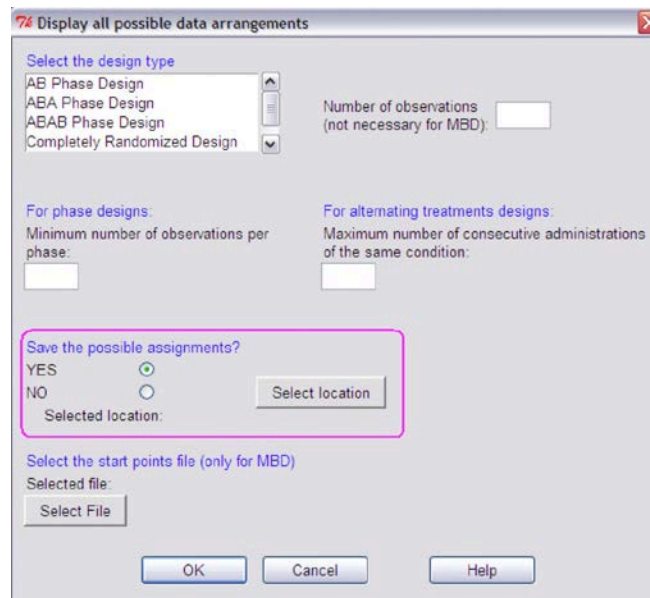 Display all possible data arrangements
Select the design type
AB Phase Design
ABA Phase Design
ABAB Phase Design
Completely Randomized Design
Number of observations
(not necessary for MBD):
For phase designs:
Minimum number of observations per
phase:
For alternating treatments designs:
Maximum number of consecutive administrations
of the same condition:
Save the possible assignments?
YES
NO
Select location
Selected location:
Select the start points file (only for MBD)
Selected file:
Select File
OK
Cancel
Help